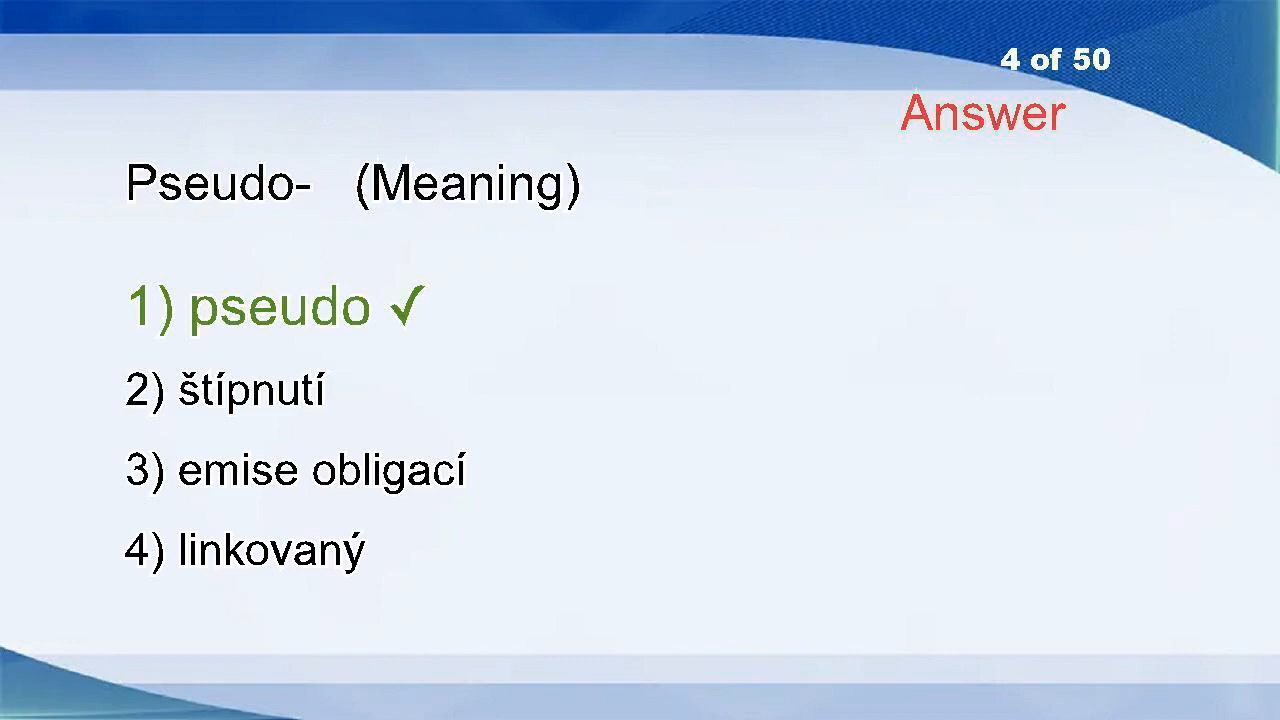 4 of 50
Answer
Pseudo- (Meaning)
1) pseudo ✓
2) štípnutí
3) emise obligací
4) linkovaný